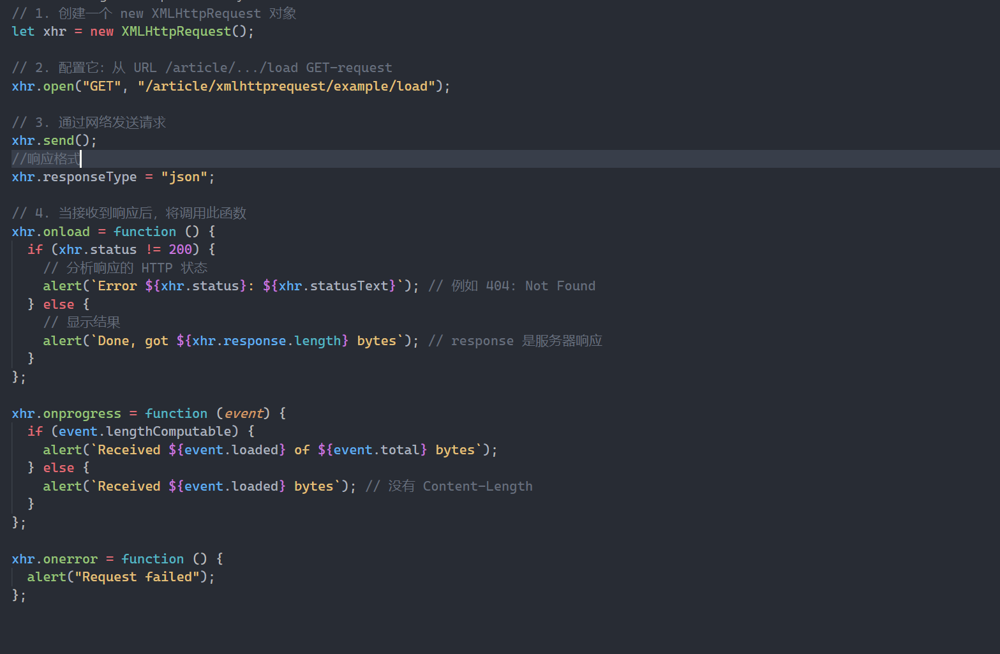 // 1. 创建一个 new XMLHttpRequest 对象
let xhr = new XMLHttpRequest();
// 2. 配置它：从 URL /article/.../load GET-request
xhr.open("GET", "/article/xmlhttprequest/example/load");
// 3. 通过网络发送请求
xhr.send();
//响应格式
xhr.responseType = "json";
// 4. 当接收到响应后，将调用此函数
xhr.onload = function () {
  if (xhr.status != 200) {
    // 分析响应的 HTTP 状态
    alert(`Error ${xhr.status}: ${xhr.statusText}`); // 例如 404: Not Found
  } else {
    // 显示结果
    alert(`Done, got ${xhr.response.length} bytes`); // response 是服务器响应
  }
};
xhr.onprogress = function (event) {
  if (event.lengthComputable) {
    alert(`Received ${event.loaded} of ${event.total} bytes`);
  } else {
    alert(`Received ${event.loaded} bytes`); // 没有 Content-Length
  }
};
xhr.onerror = function () {
  alert("Request failed");
};